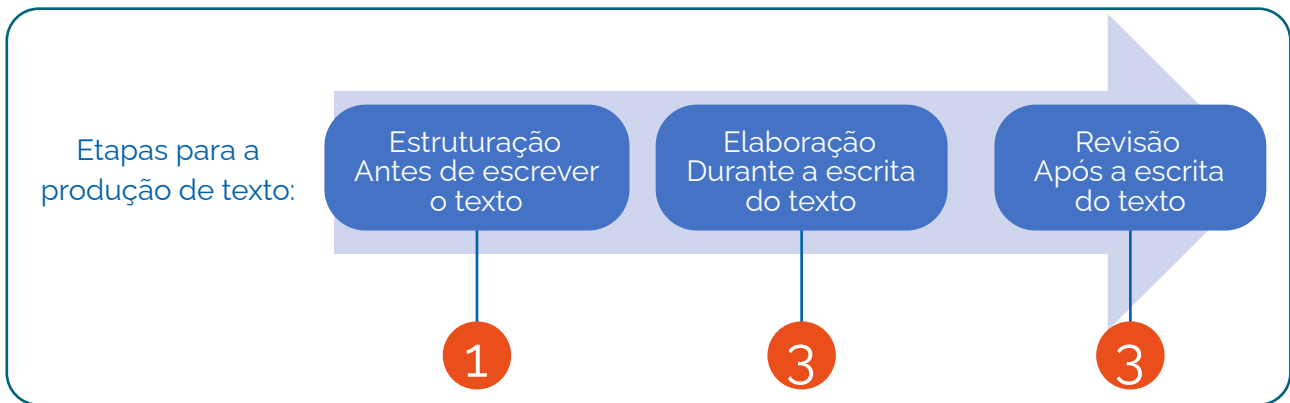 Etapas para a
produção de texto:
Estruturação
Antes de escrever
o texto
Elaboração
Durante a escrita
do texto
Revisão
Após a escrita
do texto
1
3
3